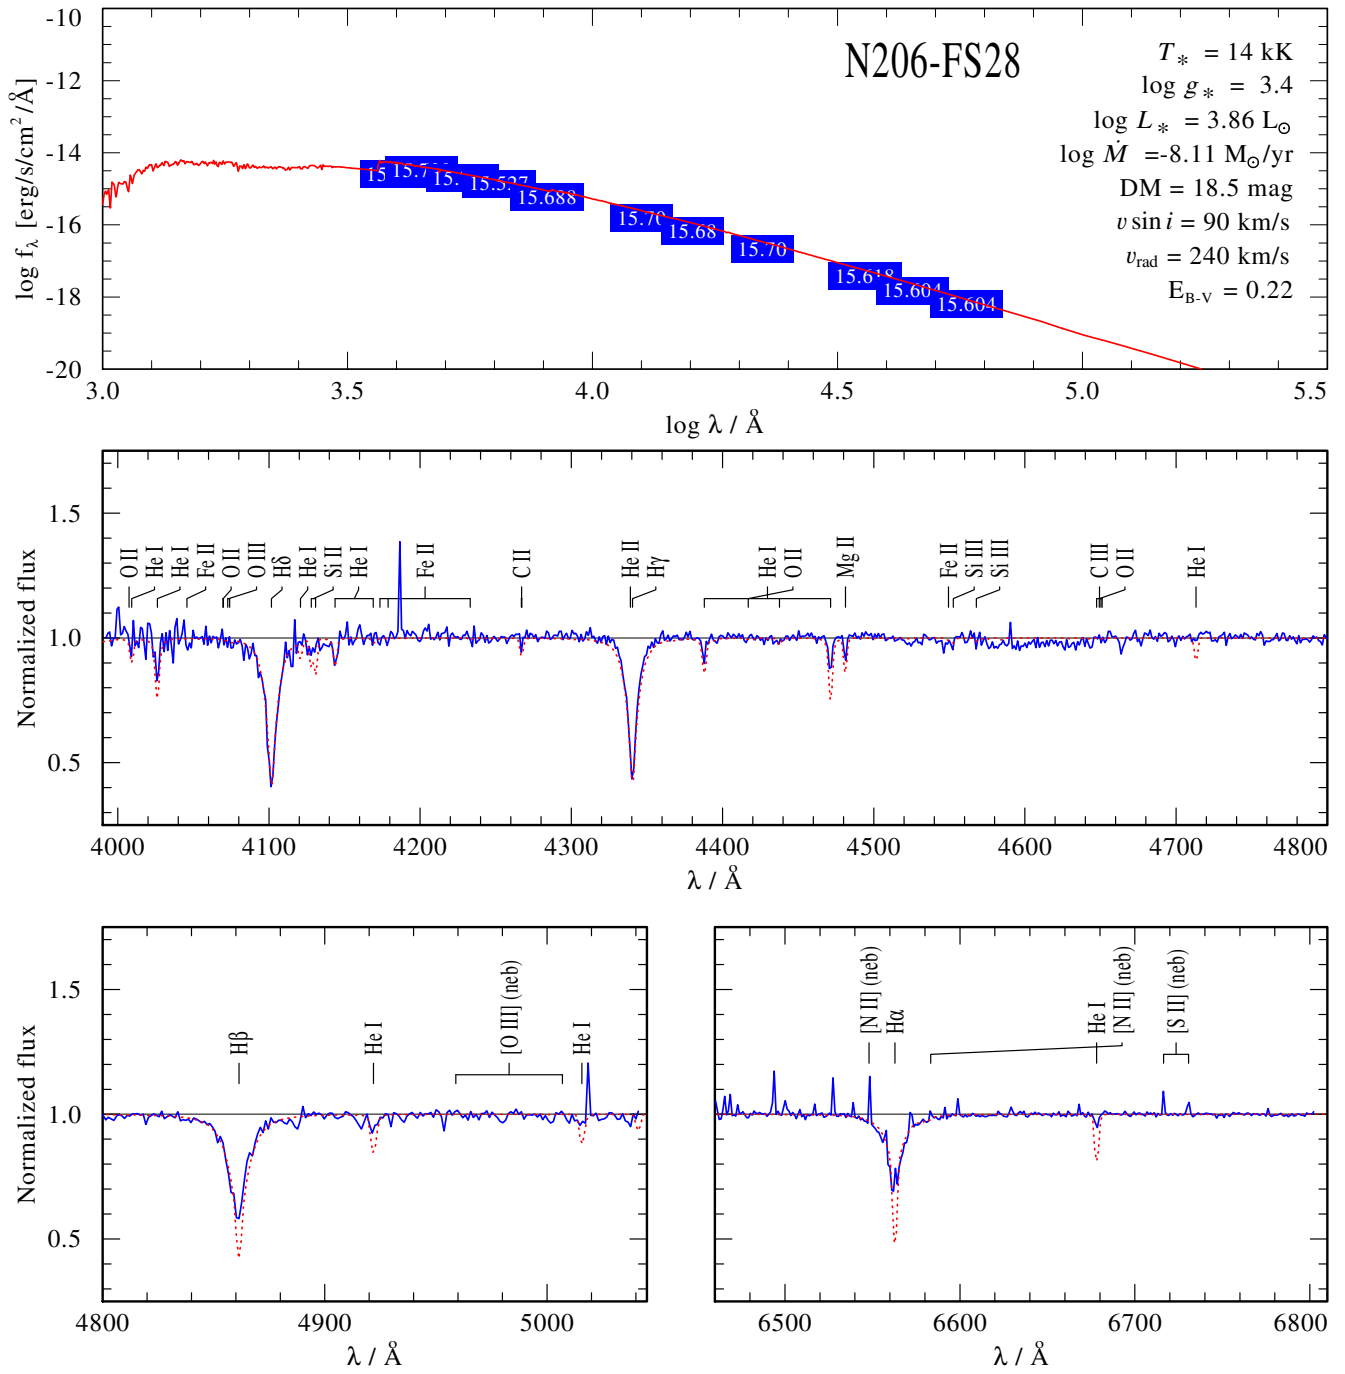 N206-FS28
T* = 14 kK
log g* = 3.4
log L* = 3.86 L⊙
log Ṁ =-8.11 M⊙/yr
DM = 18.5 mag
v sin i = 90 km/s
vrad = 240 km/s
EB-V = 0.22
log fλ [erg/s/cm²/Å]
-10
-12
-14
-16
-18
-20
15.688
15.70
15.68
15.70
15.618
15.604
15.604
3.0 3.5 4.0 4.5 5.0 5.5
log λ / Å
Normalized flux
1.5
1.0
0.5
O II He I He I Fe II O II O III Hδ He I Si II He I Fe II C II He II Hγ He I O II Mg II Fe II Si III Si III C III O II He I
4000 4100 4200 4300 4400 4500 4600 4700 4800
λ / Å
Normalized flux
1.5
1.0
0.5
Hβ He I [O III] (neb) He I
4800 4900 5000
λ / Å
[N II] (neb) Hα He I [N II] (neb) [S II] (neb)
6500 6600 6700 6800
λ / Å